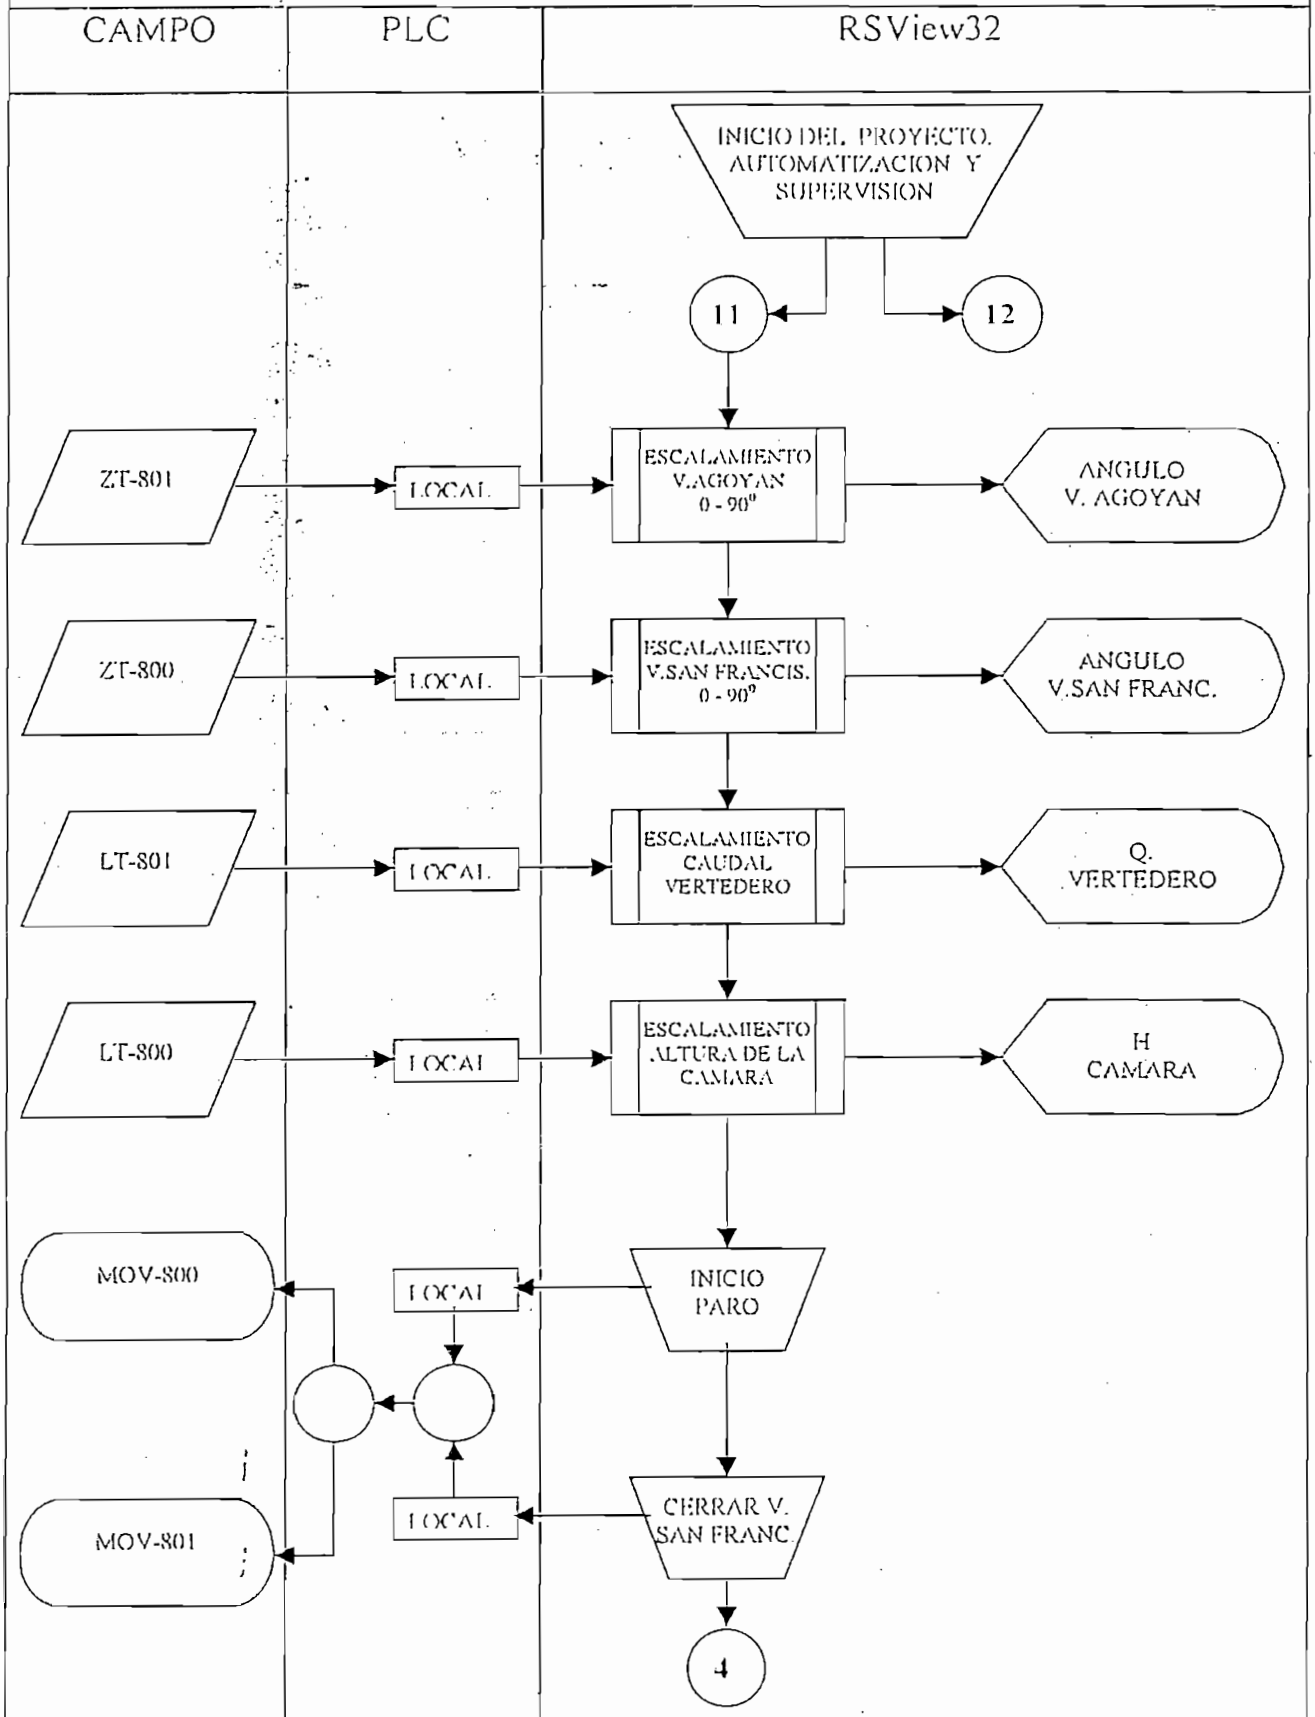 CAMPO
PLC
RSView32
INICIO DEL PROYECTO.
AUTOMATIZACION Y
SUPERVISION
11
12
ZT-801
LOCAL
ESCALAMIENTO
V.AGOYAN
0 - 90º
ANGULO
V. AGOYAN
ZT-800
LOCAL
ESCALAMIENTO
V.SAN FRANCIS.
0 - 90º
ANGULO
V.SAN FRANC.
LT-801
LOCAL
ESCALAMIENTO
CAUDAL
VERTEDERO
Q.
VERTEDERO
LT-800
LOCAL
ESCALAMIENTO
ALTURA DE LA
CAMARA
H
CAMARA
MOV-800
LOCAL
INICIO
PARO
MOV-801
LOCAL
CERRAR V.
SAN FRANC.
4